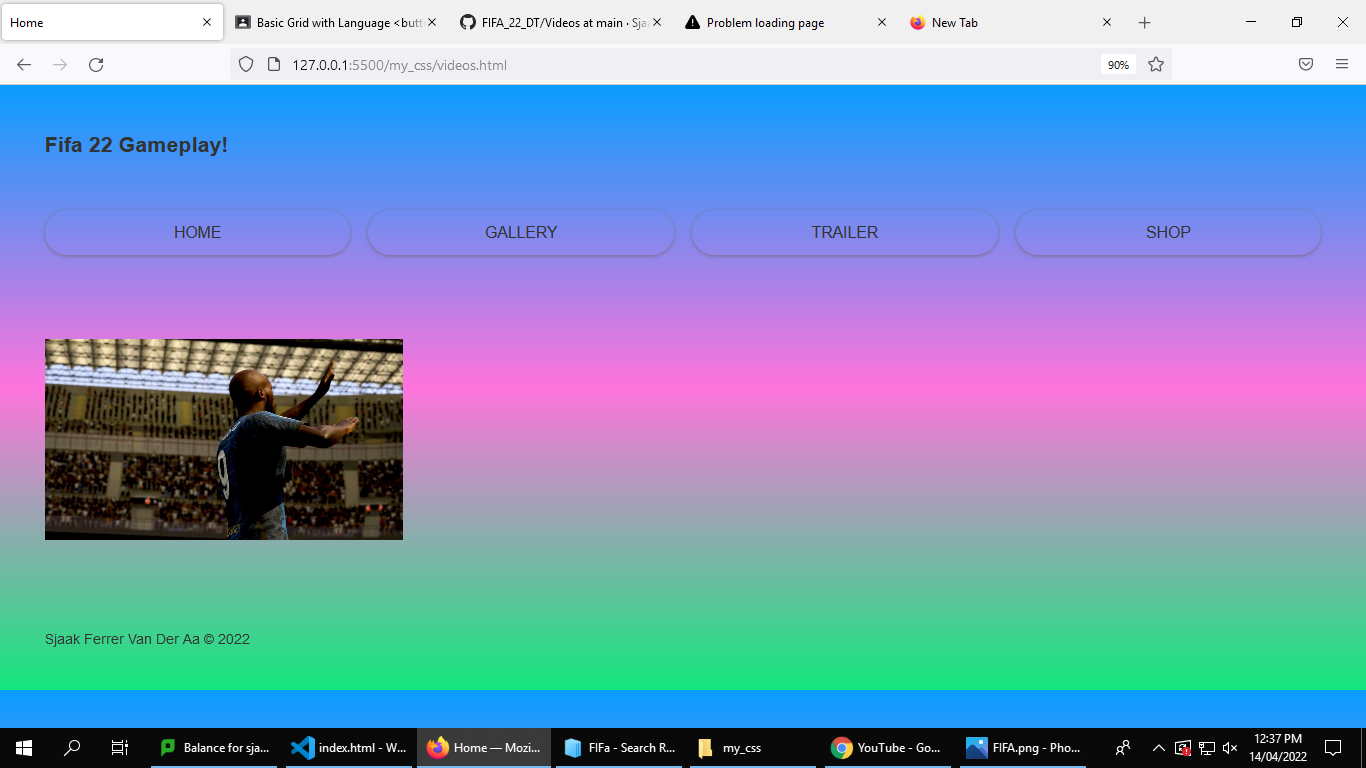 Home
Basic Grid with Language <butt
FIFA_22_DT/Videos at main · Sja
Problem loading page
New Tab
127.0.0.1:5500/my_css/videos.html
90%
Fifa 22 Gameplay!
HOME
GALLERY
TRAILER
SHOP
9
Sjaak Ferrer Van Der Aa © 2022
Balance for sja...
index.html - W...
Home — Mozi...
FIFa - Search R...
my_css
YouTube - Go...
FIFA.png - Pho...
12:37 PM
14/04/2022